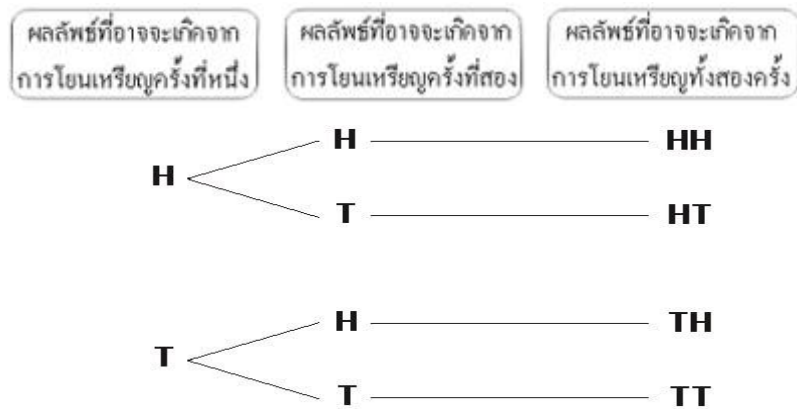 ผลลัพธ์ที่อาจจะเกิดจาก
การโยนเหรียญครั้งที่หนึ่ง
ผลลัพธ์ที่อาจจะเกิดจาก
การโยนเหรียญครั้งที่สอง
ผลลัพธ์ที่อาจจะเกิดจาก
การโยนเหรียญทั้งสองครั้ง
H
H
HH
T
HT
T
H
TH
T
TT